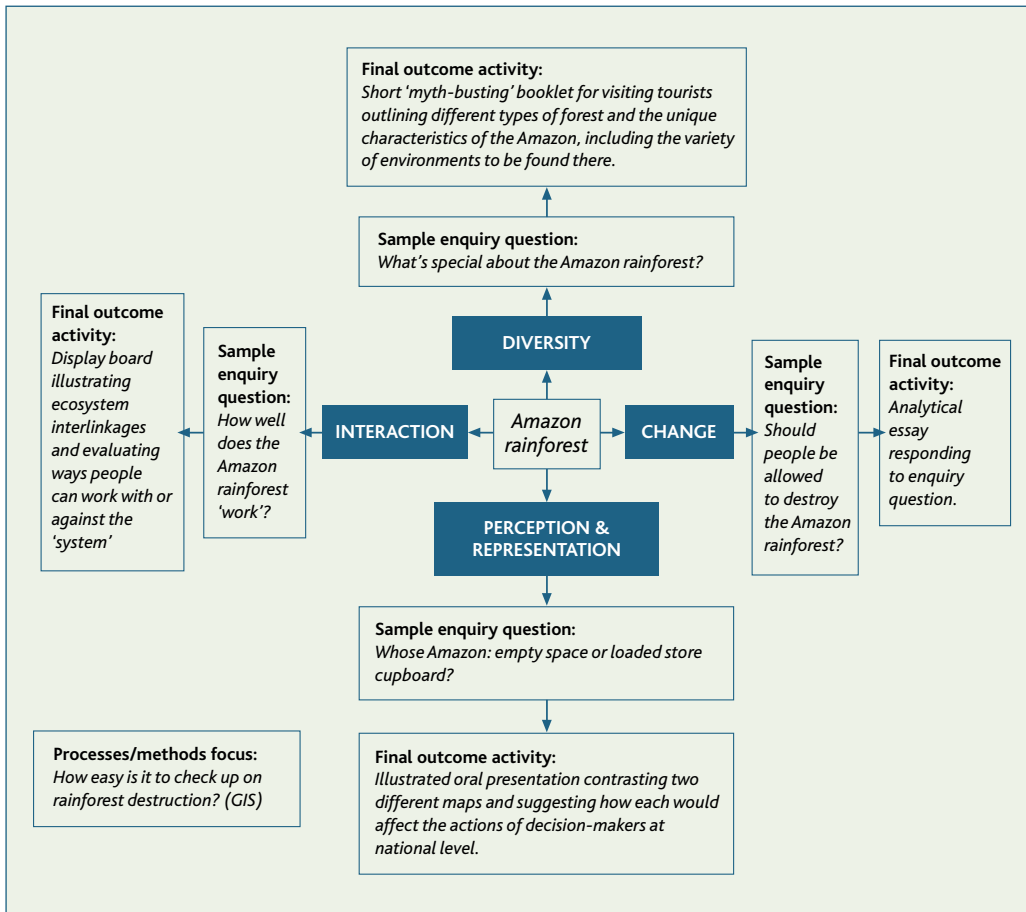 Final outcome activity:
Short ‘myth-busting’ booklet for visiting tourists
outlining different types of forest and the unique
characteristics of the Amazon, including the variety
of environments to be found there.
Sample enquiry question:
What’s special about the Amazon rainforest?
DIVERSITY
Final outcome
activity:
Display board
illustrating
ecosystem
interlinkages
and evaluating
ways people
can work with or
against the
‘system’
Sample
enquiry
question:
How well
does the
Amazon
rainforest
‘work’?
INTERACTION
Amazon
rainforest
CHANGE
Sample
enquiry
question:
Should
people be
allowed
to destroy
the Amazon
rainforest?
Final outcome
activity:
Analytical
essay
responding
to enquiry
question.
PERCEPTION &
REPRESENTATION
Sample enquiry question:
Whose Amazon: empty space or loaded store
cupboard?
Final outcome activity:
Illustrated oral presentation contrasting two
different maps and suggesting how each would
affect the actions of decision-makers at
national level.
Processes/methods focus:
How easy is it to check up on
rainforest destruction? (GIS)